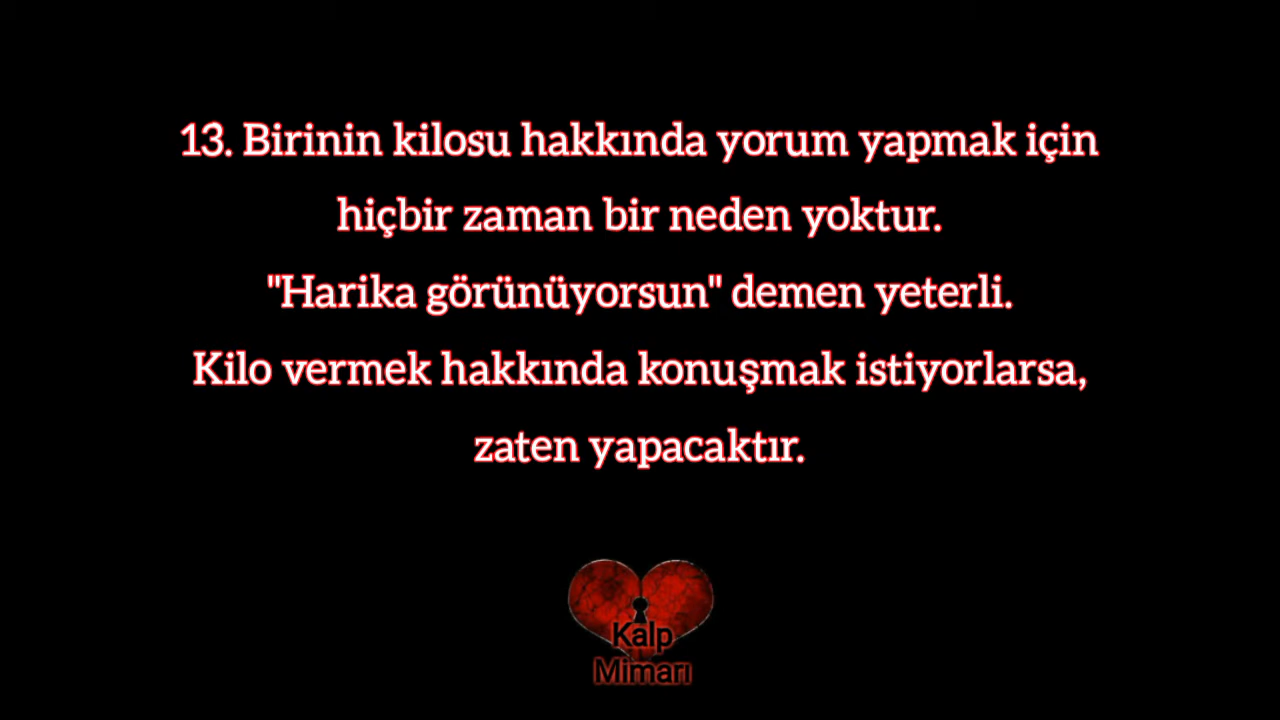 13. Birinin kilosu hakkında yorum yapmak için
hiçbir zaman bir neden yoktur.
"Harika görünüyorsun" demen yeterli.
Kilo vermek hakkında konuşmak istiyorlarsa,
zaten yapacaktır.
Kalp
Mimarı